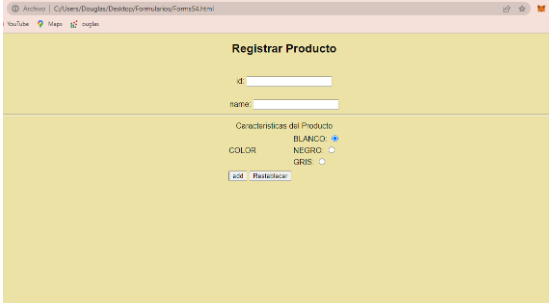 Archivo | C:/Users/Douglas/Desktop/Formularios/Forms54.html
YouTube Maps ougles
Registrar Producto
id:
name:
Caracteristicas del Producto
BLANCO:
COLOR NEGRO:
GRIS:
add Restablecer